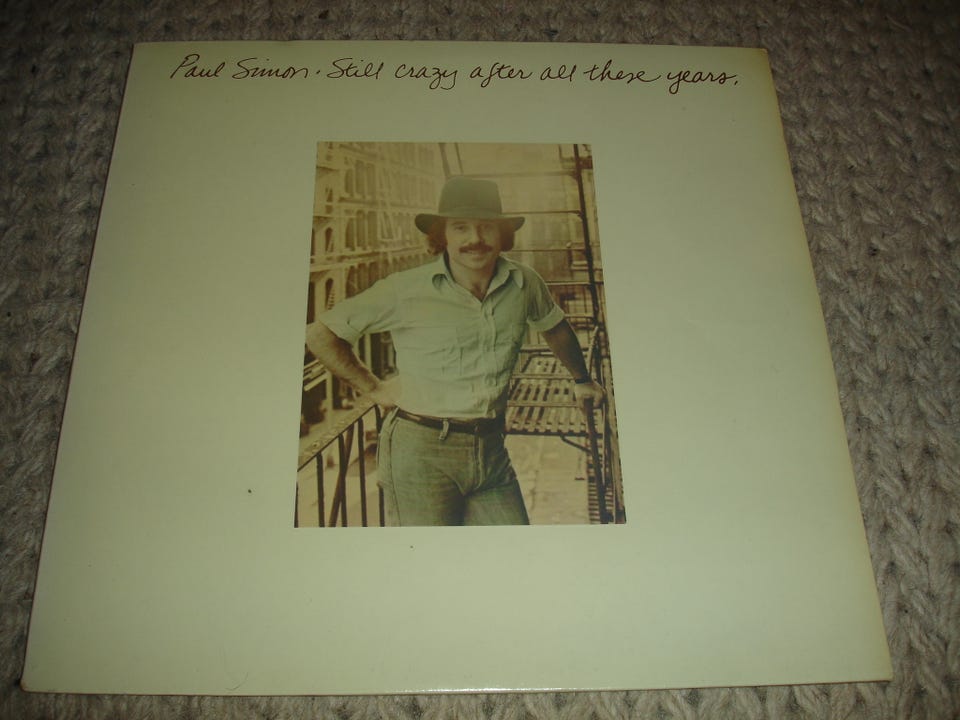 Paul Simon · Still crazy after all these years.